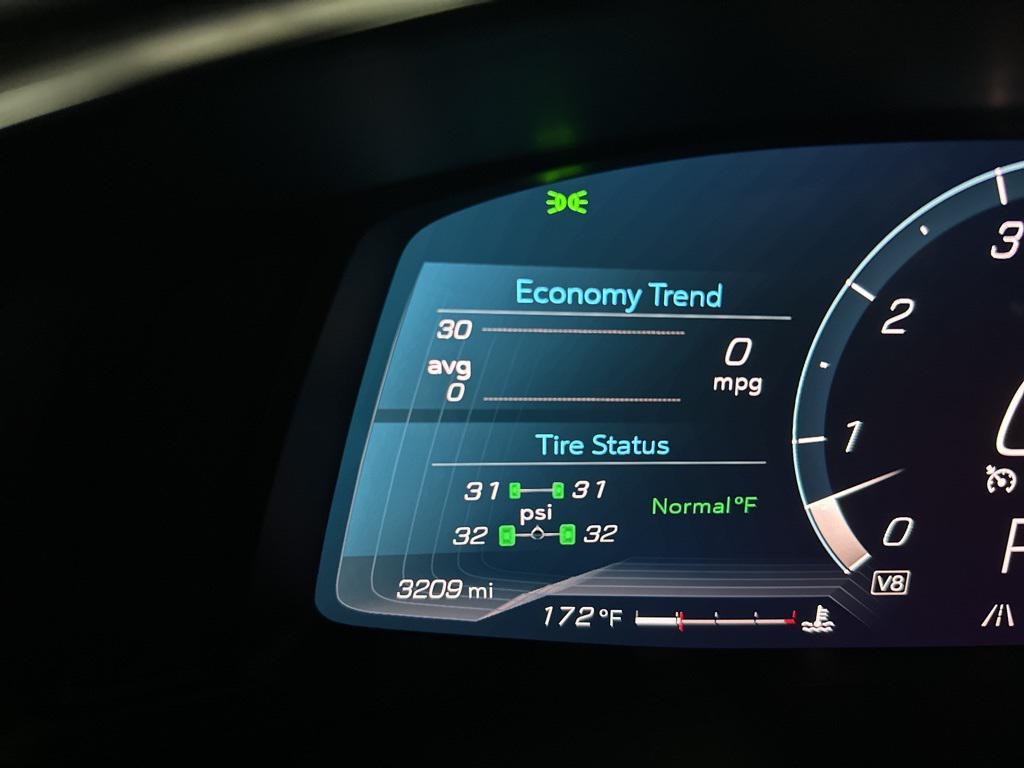 Economy Trend
30
avg
0
0
mpg
Tire Status
31 31
psi
32 32
Normal°F
3209 mi
172°F
3
2
1
0
V8